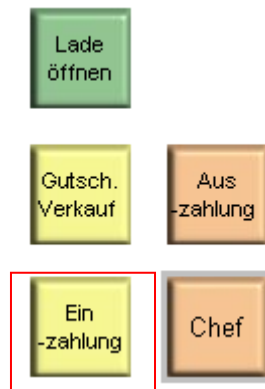 Lade
öffnen
Gutsch.
Verkauf
Aus
-zahlung
Ein
-zahlung
Chef